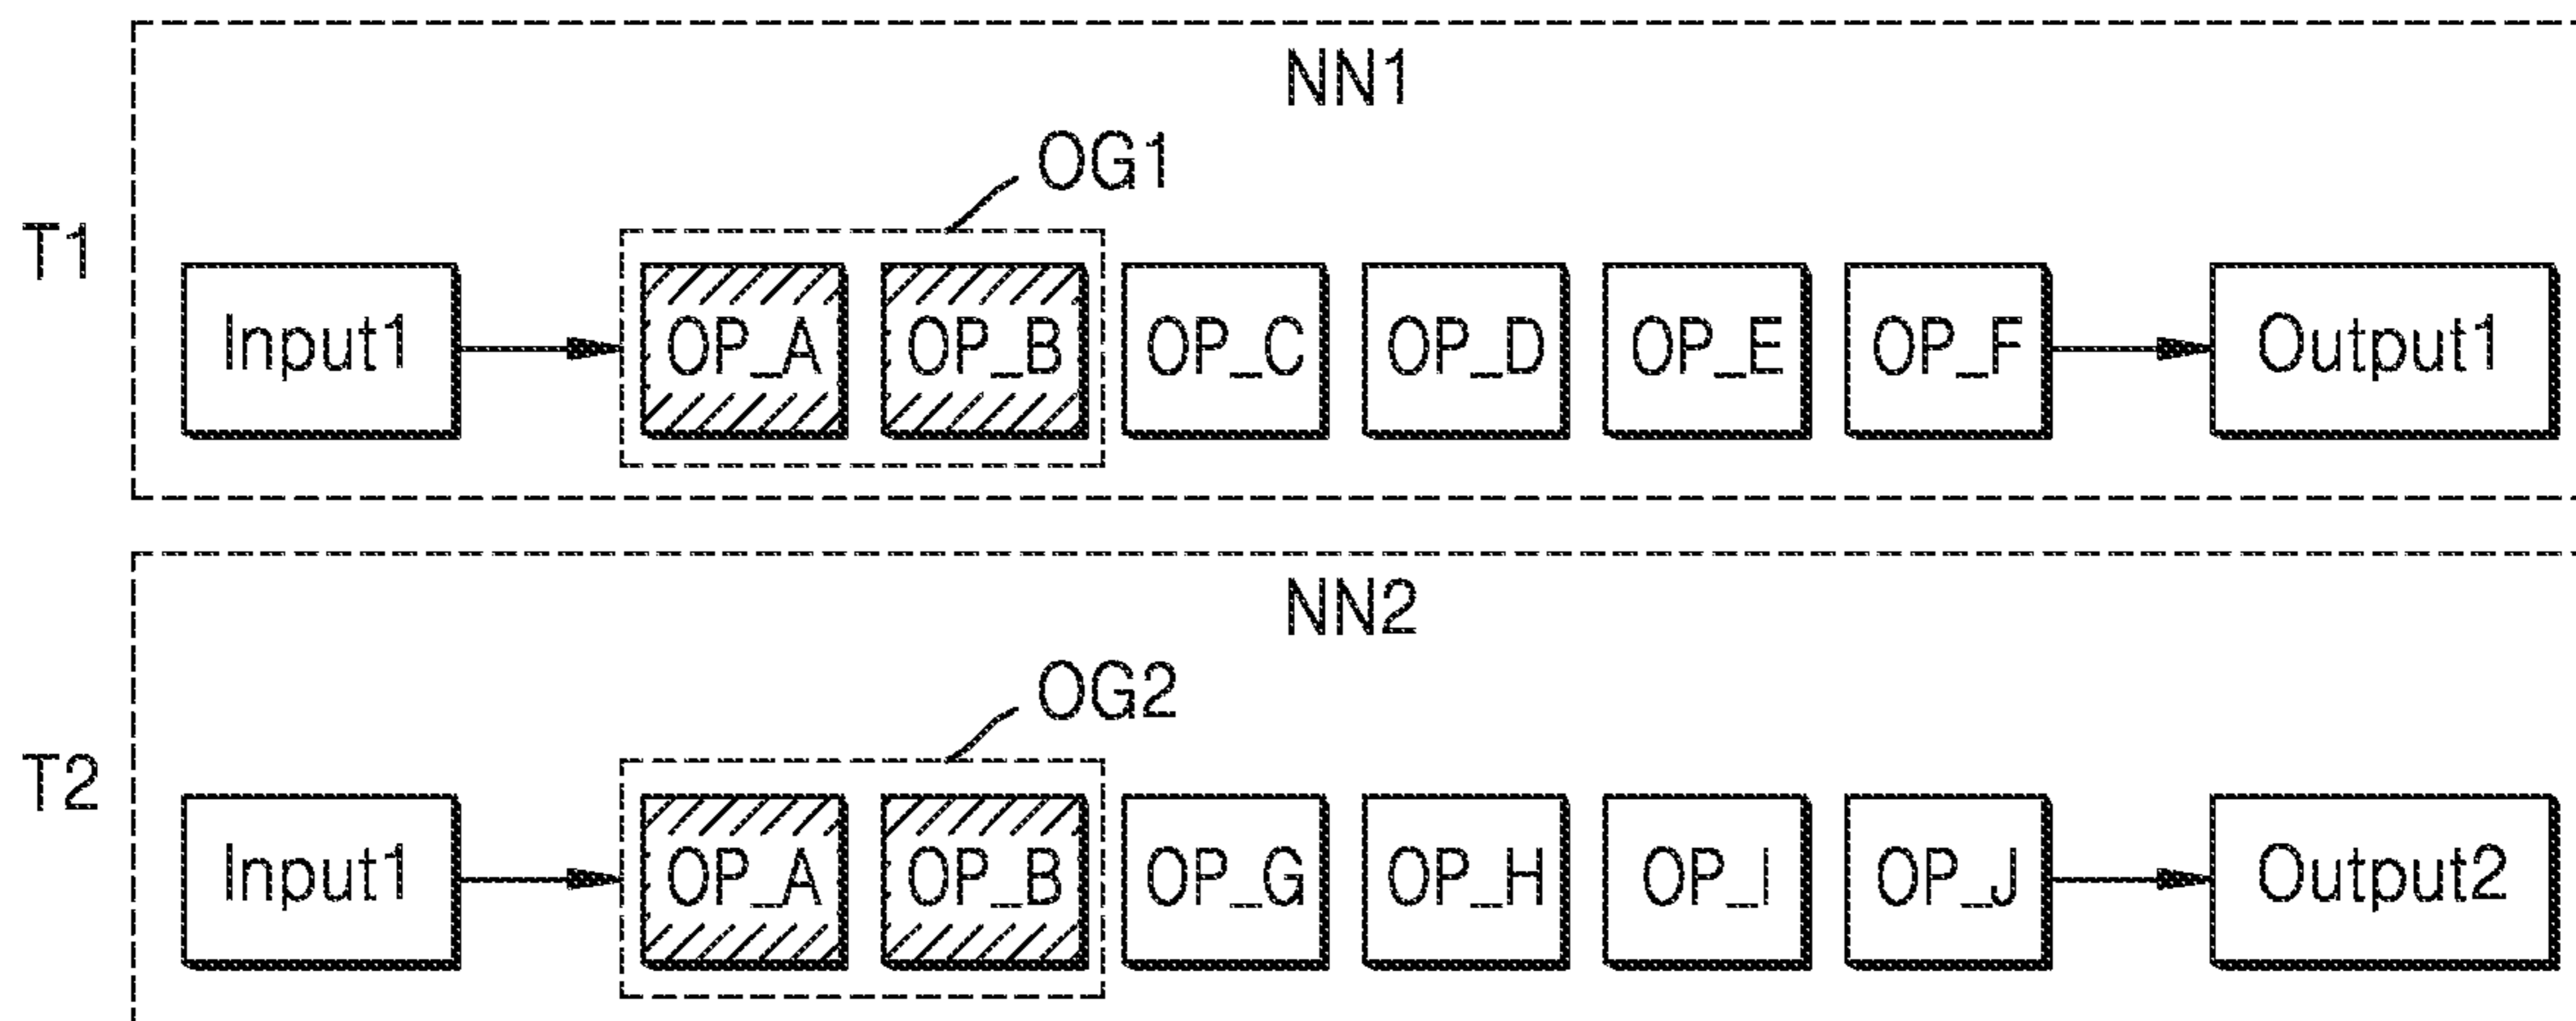 NN1
OG1
T1
Input1 OP_A OP_B OP_C OP_D OP_E OP_F Output1
NN2
OG2
T2
Input1 OP_A OP_B OP_G OP_H OP_I OP_J Output2